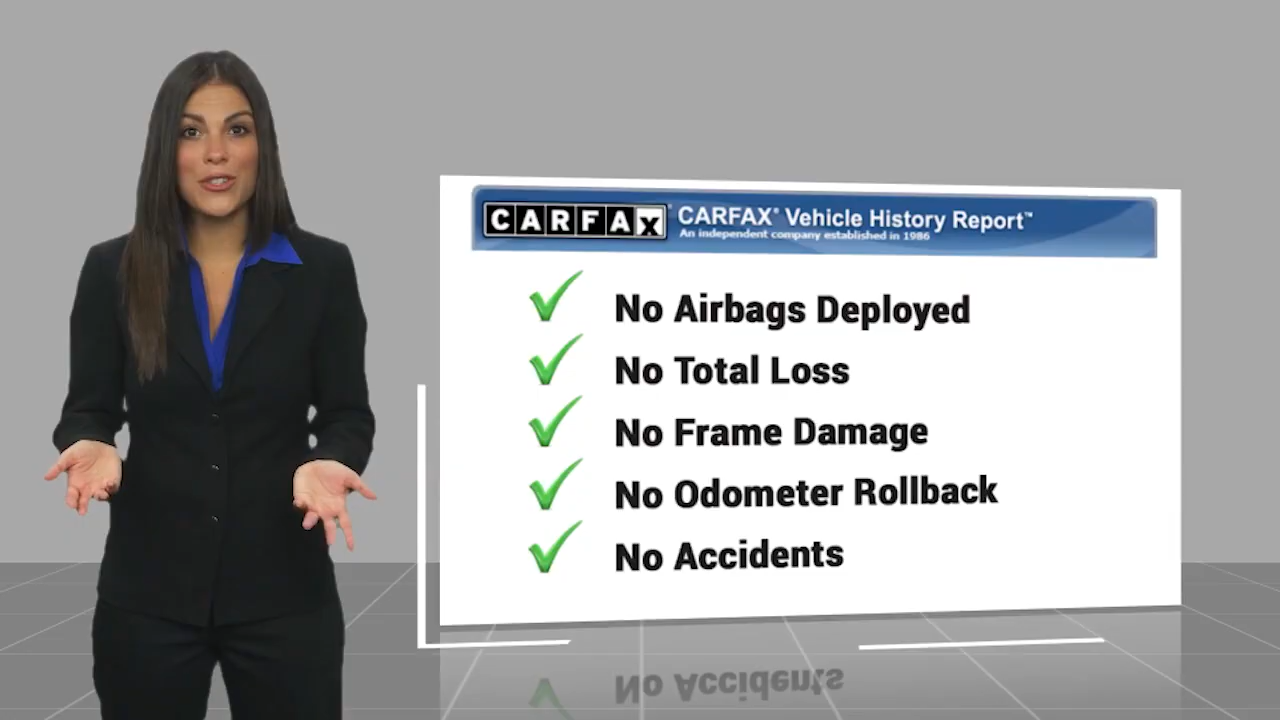 CARFAX
CARFAX® Vehicle History Report™
An independent company established in 1986
No Airbags Deployed
No Total Loss
No Frame Damage
No Odometer Rollback
No Accidents
No Accidents